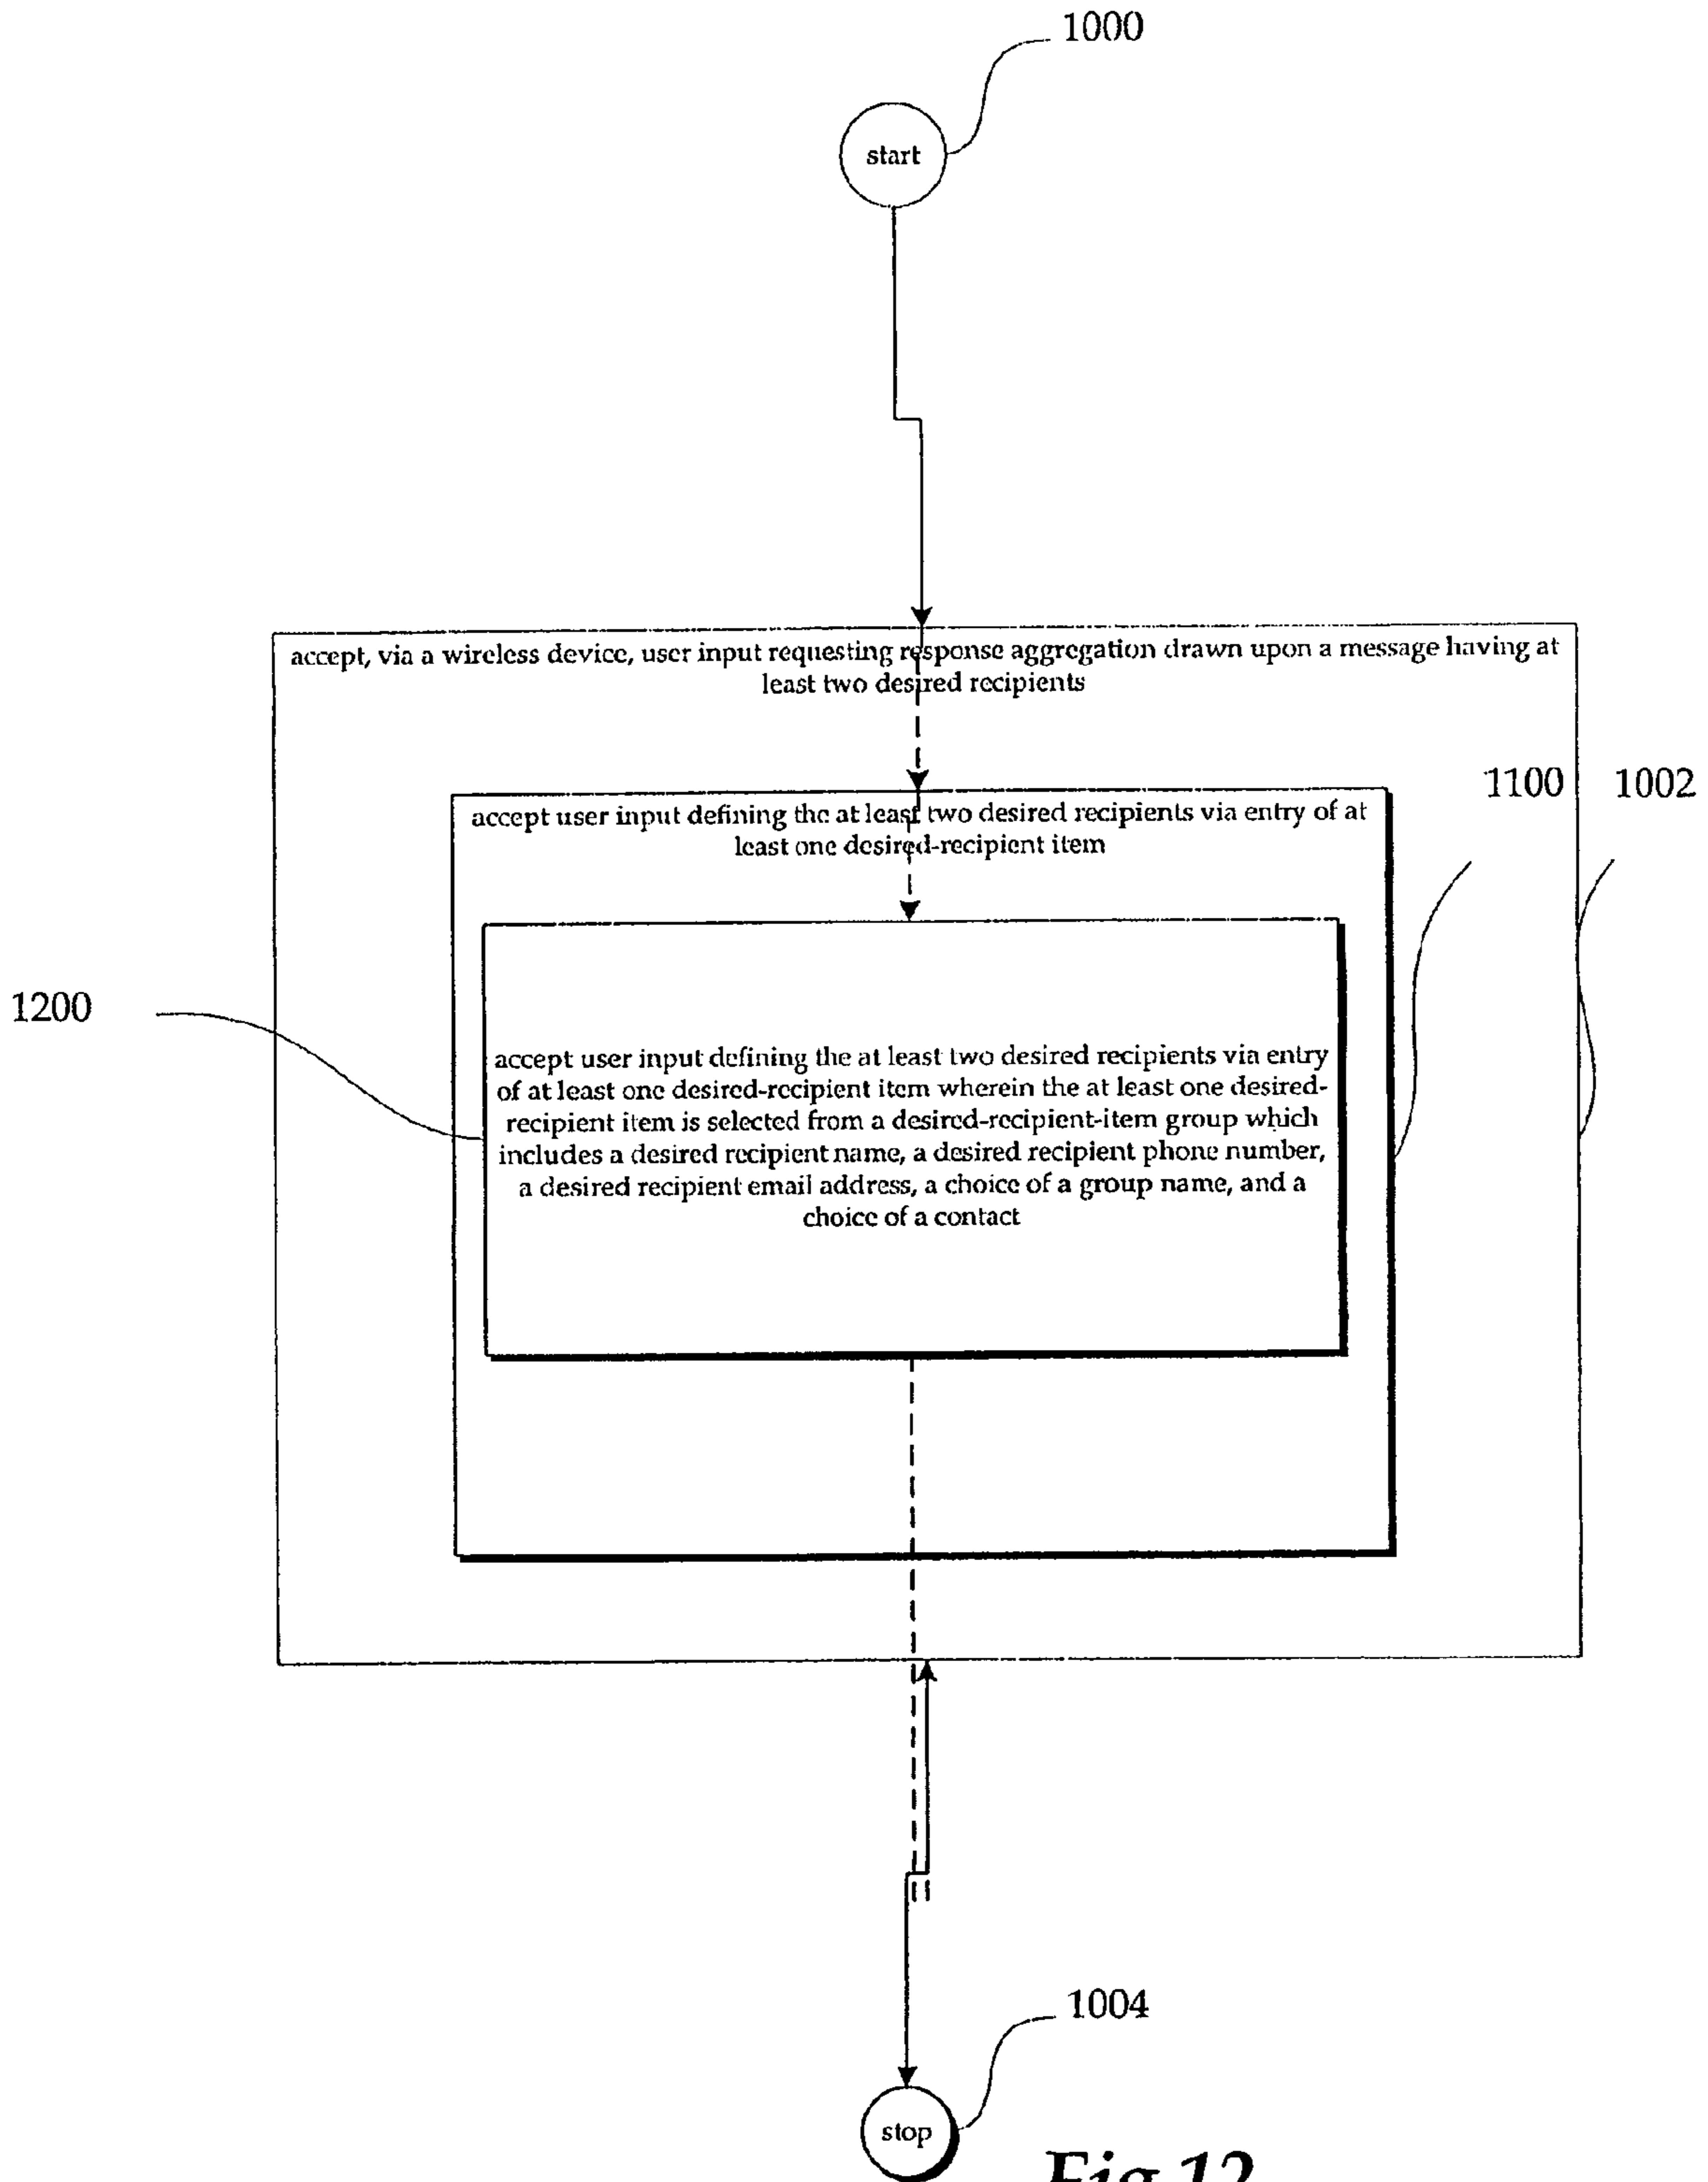 1000
start
accept, via a wireless device, user input requesting response aggregation drawn upon a message having at
least two desired recipients
1100
1002
accept user input defining the at least two desired recipients via entry of at
least one desired-recipient item
1200
accept user input defining the at least two desired recipients via entry
of at least one desired-recipient item wherein the at least one desired-
recipient item is selected from a desired-recipient-item group which
includes a desired recipient name, a desired recipient phone number,
a desired recipient email address, a choice of a group name, and a
choice of a contact
1004
stop
Fig.12